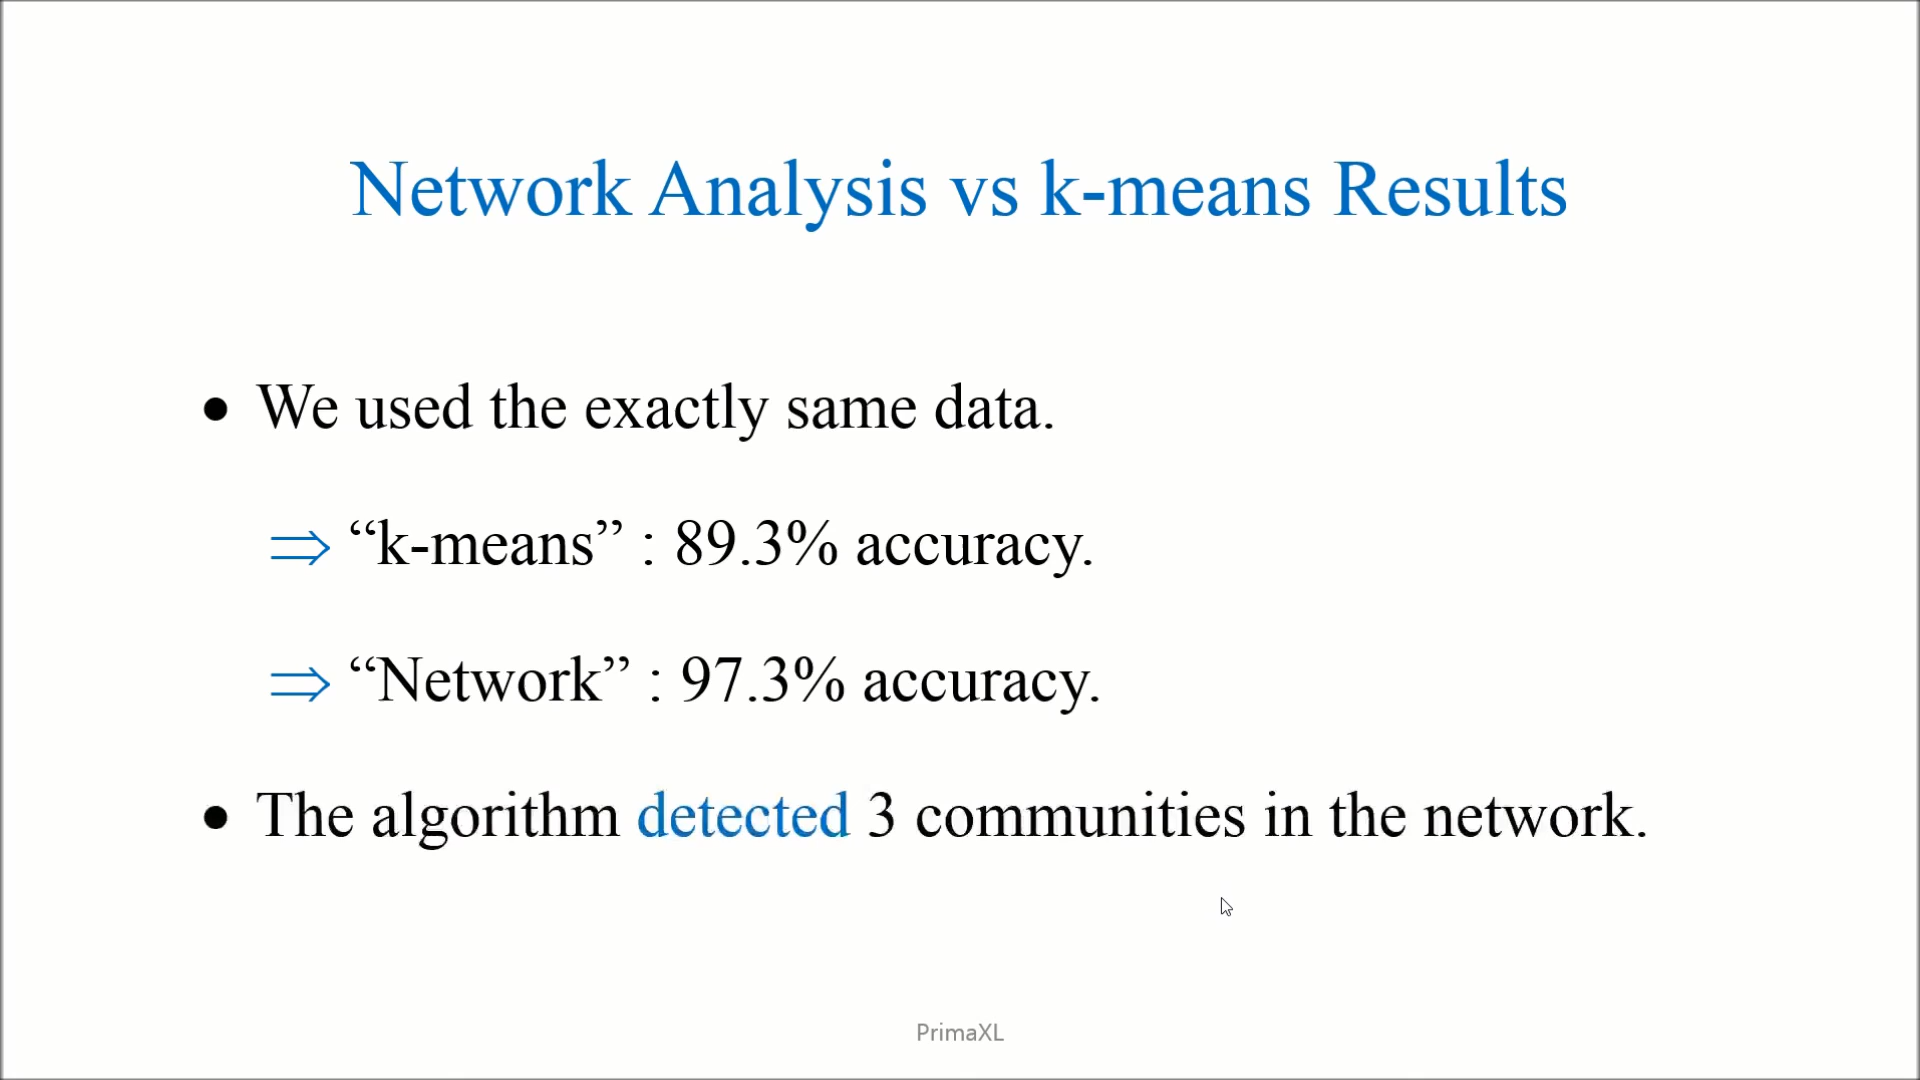 Network Analysis vs k-means Results
• We used the exactly same data.
⇒ “k-means” : 89.3% accuracy.
⇒ “Network” : 97.3% accuracy.
• The algorithm detected 3 communities in the network.
PrimaXL